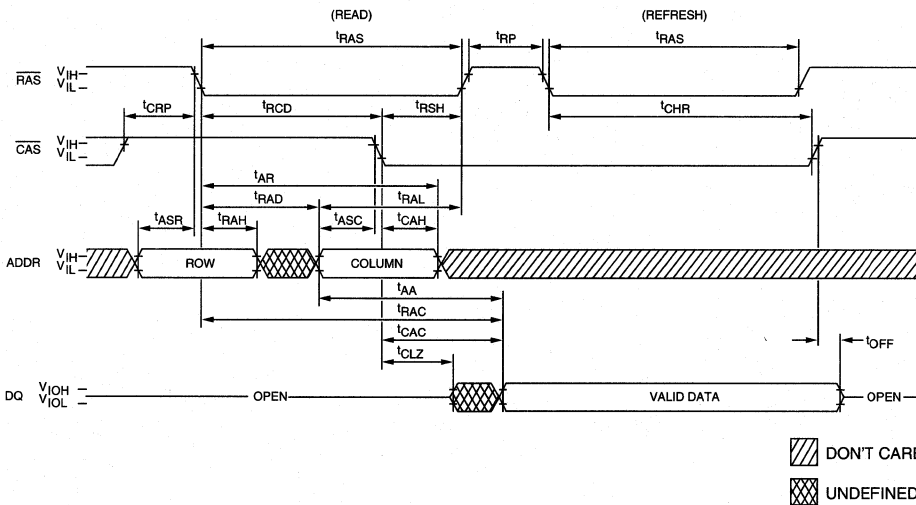 (READ) (REFRESH)
tRAS tRP tRAS
RAS VIH
VIL
tCRP tRCD tRSH tCHR
CAS VIH
VIL
tAR
tRAD tRAL
tASR tRAH tASC tCAH
ADDR VIH
VIL
ROW COLUMN
tAA
tRAC
tCAC
tOFF
tCLZ
DQ VIOH
VIOL
OPEN VALID DATA OPEN
DON'T CARE
UNDEFINED